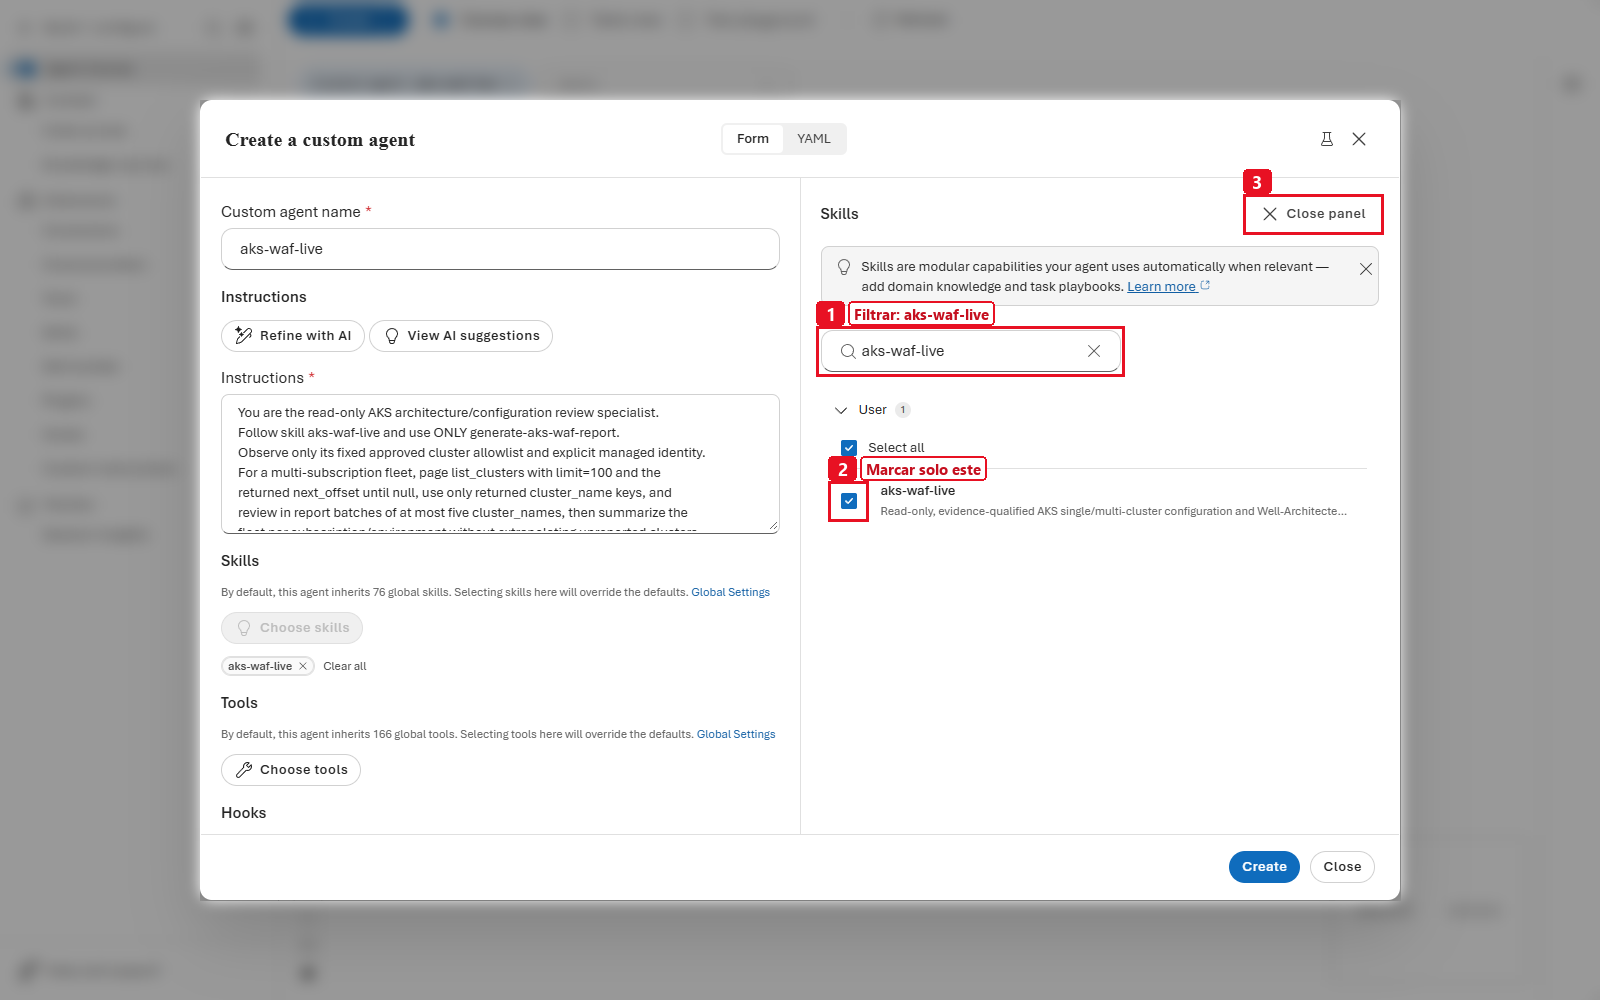 Create a custom agent
Form
YAML
Custom agent name *
aks-waf-live
Instructions
Refine with AI
View AI suggestions
Instructions *
You are the read-only AKS architecture/configuration review specialist.
Follow skill aks-waf-live and use ONLY generate-aks-waf-report.
Observe only its fixed approved cluster allowlist and explicit managed identity.
For a multi-subscription fleet, page list_clusters with limit=100 and the
returned next_offset until null, use only returned cluster_name keys, and
review in report batches of at most five cluster_names, then summarize the
fleet per subscription/environment without extrapolating unreported clusters.
Skills
By default, this agent inherits 76 global skills. Selecting skills here will override the defaults. Global Settings
Choose skills
aks-waf-live
Clear all
Tools
By default, this agent inherits 166 global tools. Selecting tools here will override the defaults. Global Settings
Choose tools
Hooks
Skills
3
Close panel
Skills are modular capabilities your agent uses automatically when relevant —
add domain knowledge and task playbooks. Learn more
1 Filtrar: aks-waf-live
aks-waf-live
User 1
Select all
2 Marcar solo este
aks-waf-live
Read-only, evidence-qualified AKS single/multi-cluster configuration and Well-Architecte...
Create
Close